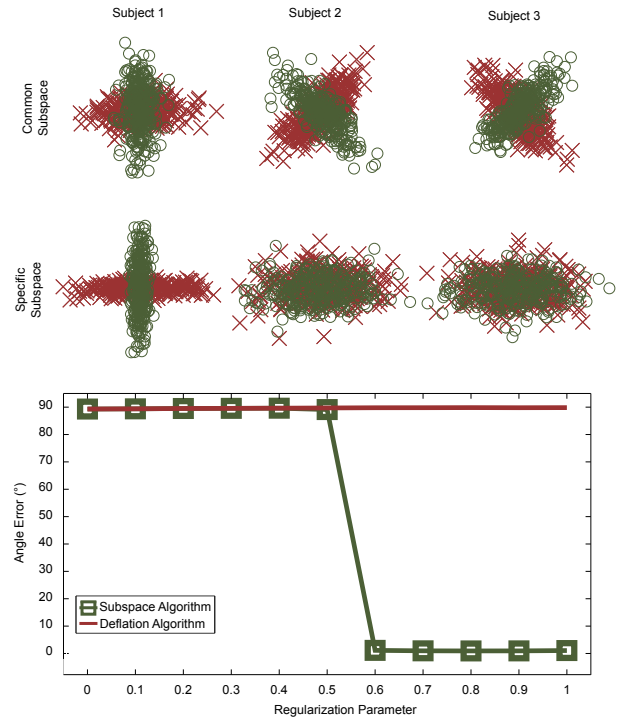 Subject 1
Subject 2
Subject 3
Common
Subspace
Specific
Subspace
90
80
70
60
50
40
30
20
10
0
Angle Error (°)
Subspace Algorithm
Deflation Algorithm
0 0.1 0.2 0.3 0.4 0.5 0.6 0.7 0.8 0.9 1
Regularization Parameter